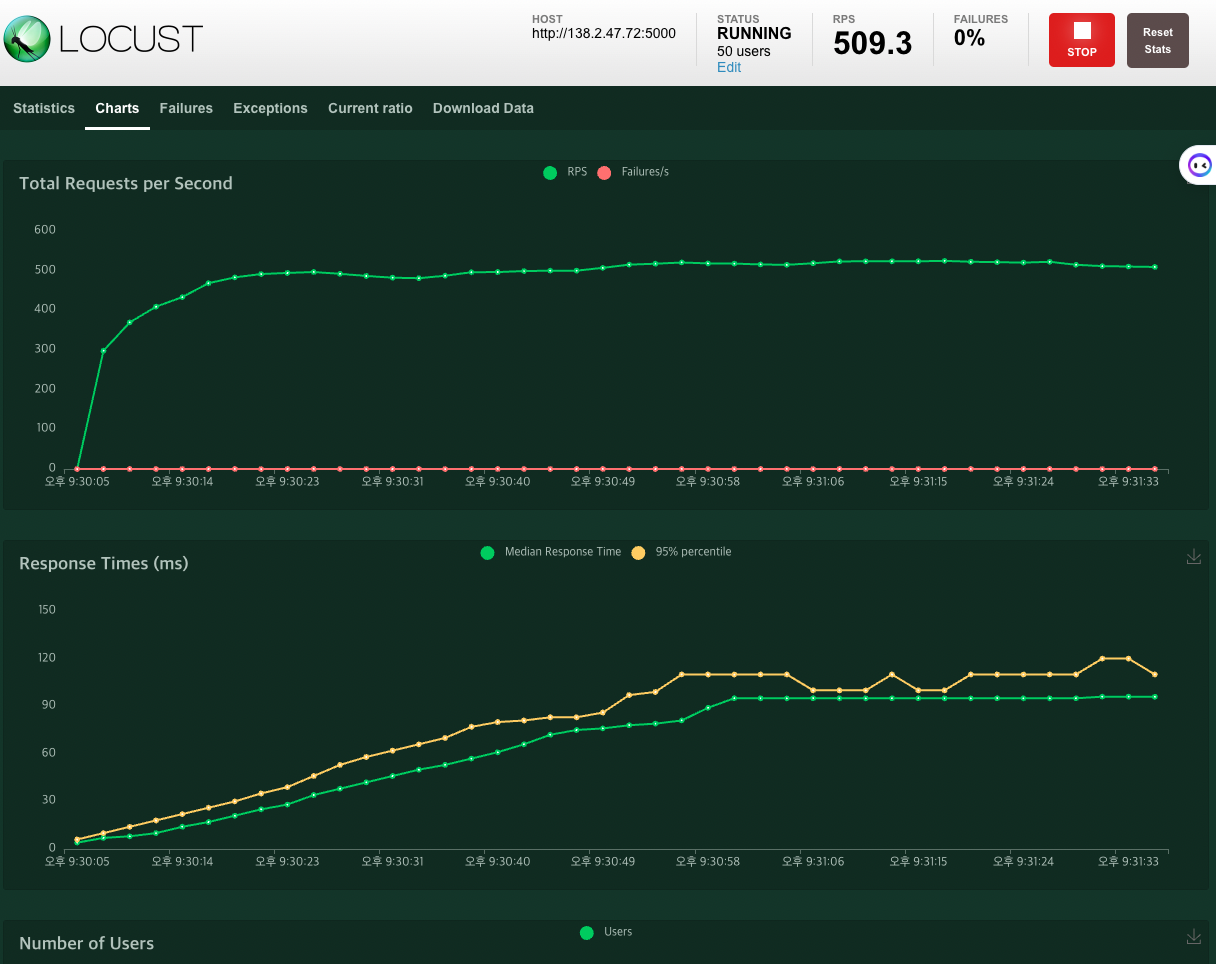 LOCUST
HOST
http://138.2.47.72:5000
STATUS
RUNNING
50 users
Edit
RPS
509.3
FAILURES
0%
STOP
Reset
Stats
Statistics Charts Failures Exceptions Current ratio Download Data
Total Requests per Second
RPS Failures/s
600
500
400
300
200
100
0
오후 9:30:05 오후 9:30:14 오후 9:30:23 오후 9:30:31 오후 9:30:40 오후 9:30:49 오후 9:30:58 오후 9:31:06 오후 9:31:15 오후 9:31:24 오후 9:31:33
Response Times (ms)
Median Response Time 95% percentile
150
120
90
60
30
0
오후 9:30:05 오후 9:30:14 오후 9:30:23 오후 9:30:31 오후 9:30:40 오후 9:30:49 오후 9:30:58 오후 9:31:06 오후 9:31:15 오후 9:31:24 오후 9:31:33
Number of Users
Users